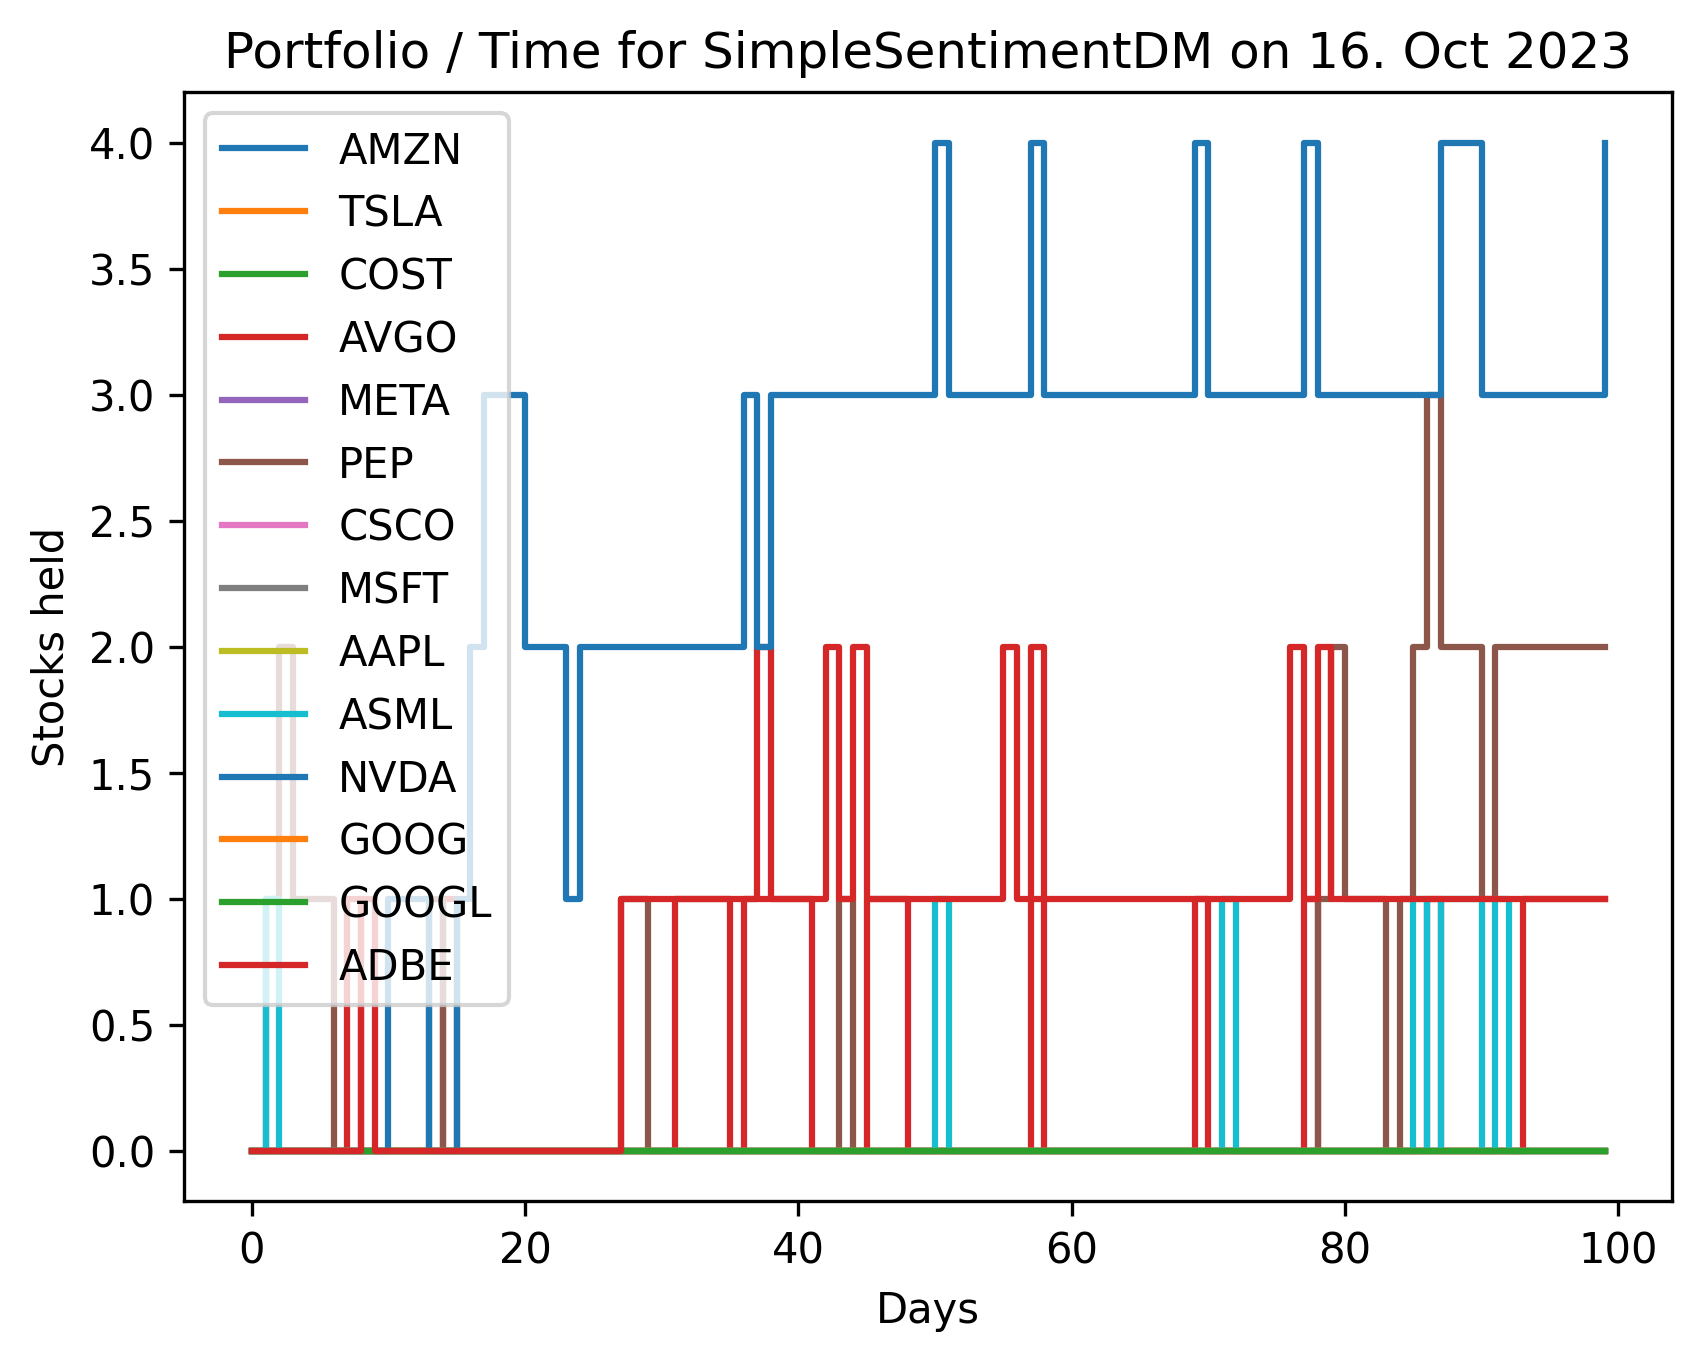 Portfolio / Time for SimpleSentimentDM on 16. Oct 2023
AMZN
TSLA
COST
AVGO
META
PEP
CSCO
MSFT
AAPL
ASML
NVDA
GOOG
GOOGL
ADBE
Stocks held
4.0
3.5
3.0
2.5
2.0
1.5
1.0
0.5
0.0
0 20 40 60 80 100
Days